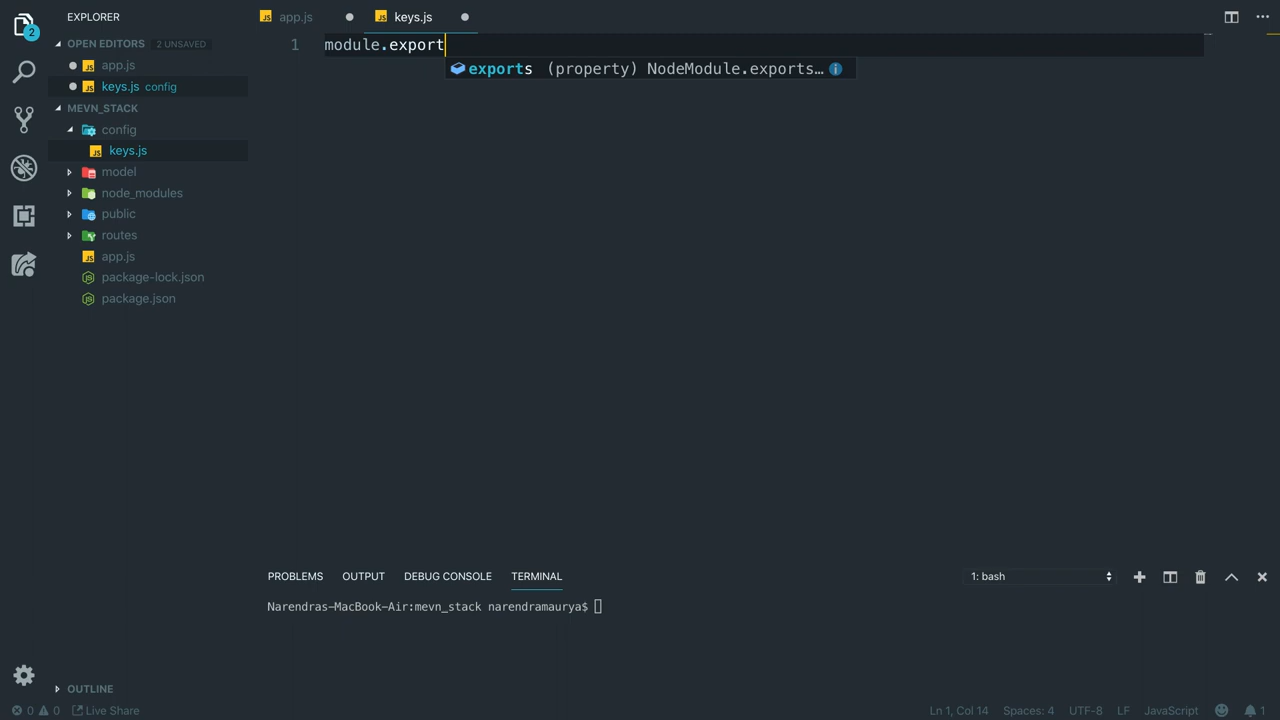 EXPLORER
app.js
keys.js
OPEN EDITORS 2 UNSAVED
app.js
keys.js config
MEVN_STACK
config
keys.js
model
node_modules
public
routes
app.js
package-lock.json
package.json
2
1 module.export
exports (property) NodeModule.exports…
PROBLEMS OUTPUT DEBUG CONSOLE TERMINAL 1: bash
Narendras-MacBook-Air:mevn_stack narendramaurya$
OUTLINE
0 0 Live Share Ln 1, Col 14 Spaces: 4 UTF-8 LF JavaScript 1